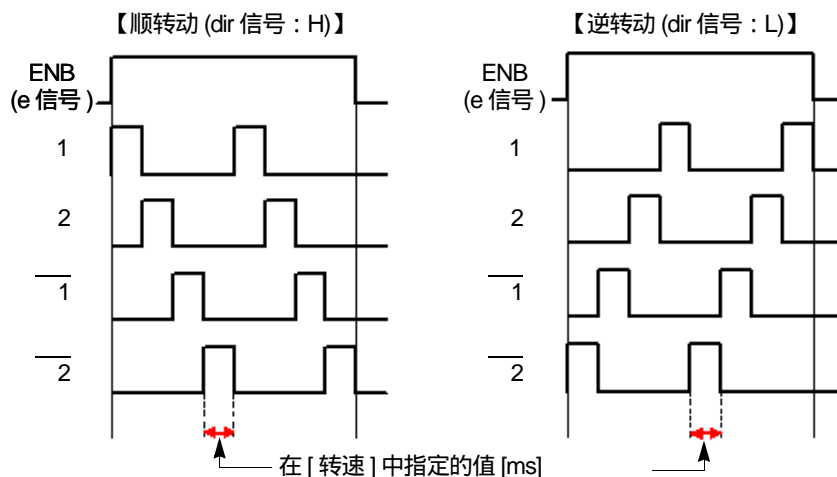 【顺转动 (dir 信号 : H)】
ENB
(e 信号 )
1
2
1
2
【逆转动 (dir 信号 : L)】
ENB
(e 信号 )
1
2
1
2
在 [ 转速 ] 中指定的值 [ms]